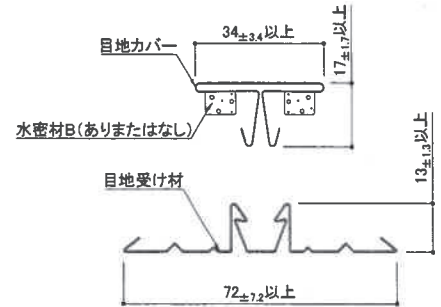 34±3.4以上
目地カバー
17±1.7以上
水密材B(ありまたはなし)
目地受け材
13±1.3以上
72±7.2以上